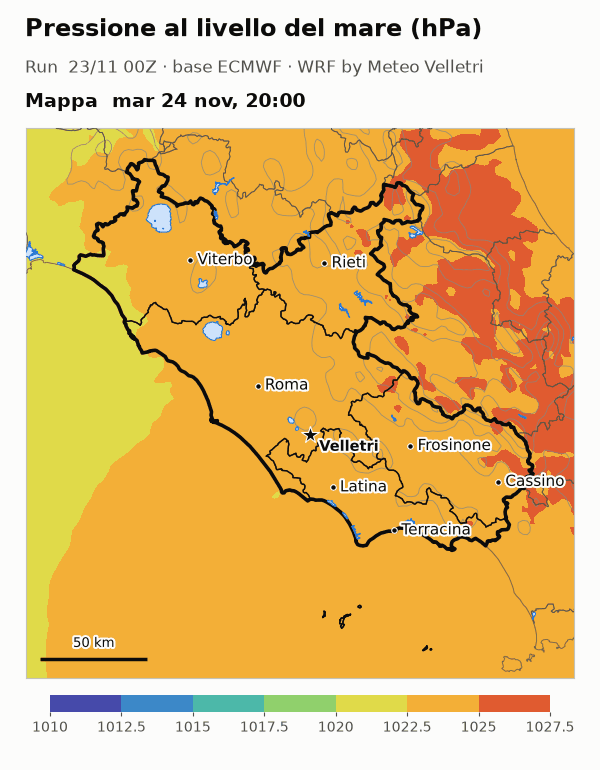 Pressione al livello del mare (hPa)
Run  23/11 00Z · base ECMWF · WRF by Meteo Velletri
Mappa  mar 24 nov, 20:00
Viterbo
Rieti
Roma
Velletri
Frosinone
Cassino
Latina
Terracina
50 km
1010 1012.5 1015 1017.5 1020 1022.5 1025 1027.5